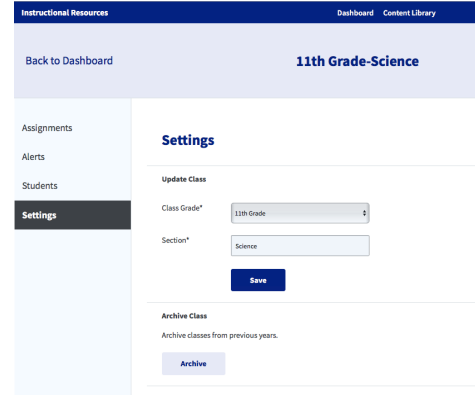 Instructional Resources Dashboard Content Library
Back to Dashboard 11th Grade-Science
Assignments
Alerts
Students
Settings
Settings
Update Class
Class Grade* 11th Grade
Section* Science
Save
Archive Class
Archive classes from previous years.
Archive